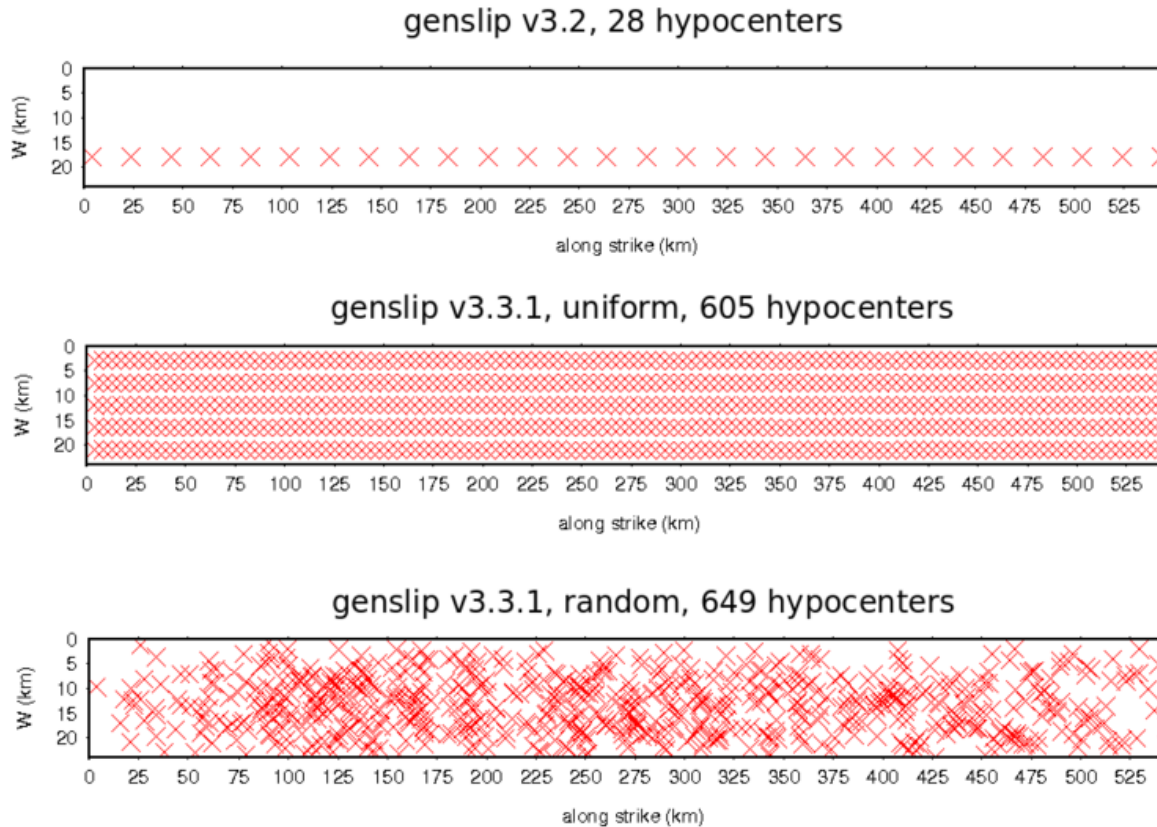 genslip v3.2, 28 hypocenters
0
5
10
15
20
W (km)
0 25 50 75 100 125 150 175 200 225 250 275 300 325 350 375 400 425 450 475 500 525
along strike (km)
genslip v3.3.1, uniform, 605 hypocenters
0
5
10
15
20
W (km)
0 25 50 75 100 125 150 175 200 225 250 275 300 325 350 375 400 425 450 475 500 525
along strike (km)
genslip v3.3.1, random, 649 hypocenters
0
5
10
15
20
W (km)
0 25 50 75 100 125 150 175 200 225 250 275 300 325 350 375 400 425 450 475 500 525
along strike (km)